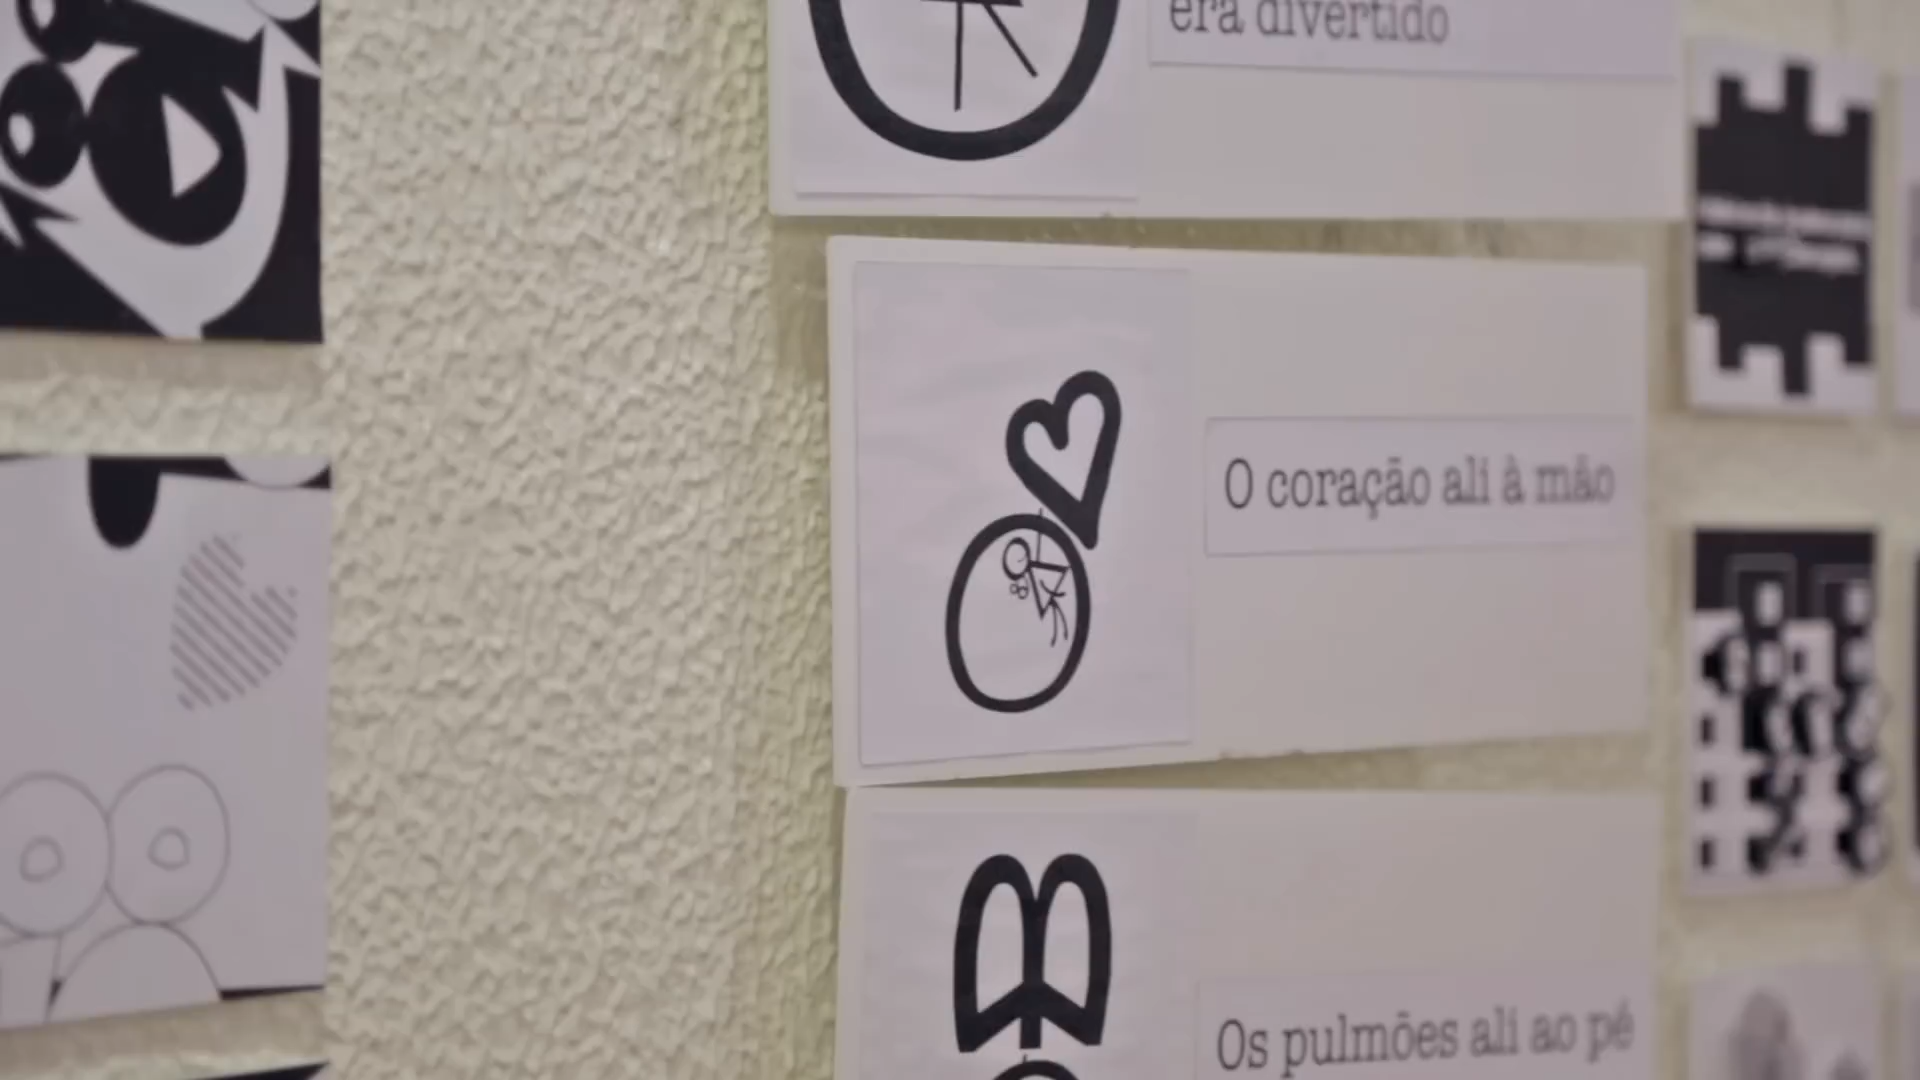 era divertido
O coração ali à mão
Os pulmões ali ao pé